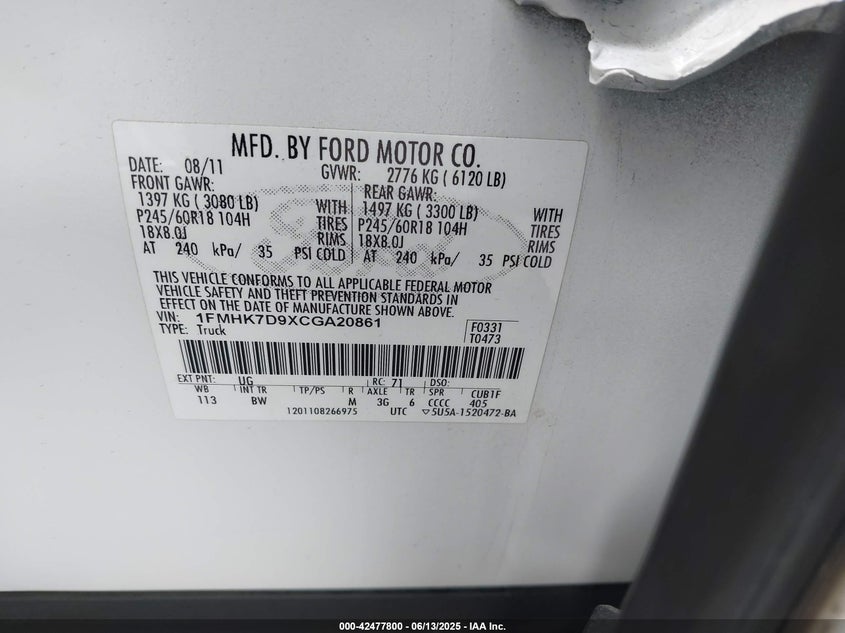 MFD. BY FORD MOTOR CO.
DATE: 08/11 GVWR: 2776 KG ( 6120 LB)
FRONT GAWR: REAR GAWR:
1397 KG ( 3080 LB) WITH 1497 KG ( 3300 LB) WITH
P245/60R18 104H TIRES P245/60R18 104H TIRES
18X8.0J RIMS 18X8.0J RIMS
AT 240 kPa/ 35 PSI COLD AT 240 kPa/ 35 PSI COLD
Ford
THIS VEHICLE CONFORMS TO ALL APPLICABLE FEDERAL MOTOR
VEHICLE SAFETY AND THEFT PREVENTION STANDARDS IN
EFFECT ON THE DATE OF MANUFACTURE SHOWN ABOVE.
VIN: 1FMHK7D9XCGA20861 F0331
TYPE: Truck T0473
EXT PNT: UG RC: 71 DSO:
WB INT TR TP/PS R AXLE TR SPR CUB1F
113 BW M 3G 6 CCCC 405
1201108266975 UTC ▽5U5A-1520472-BA
000-42477800 - 06/13/2025 - IAA Inc.